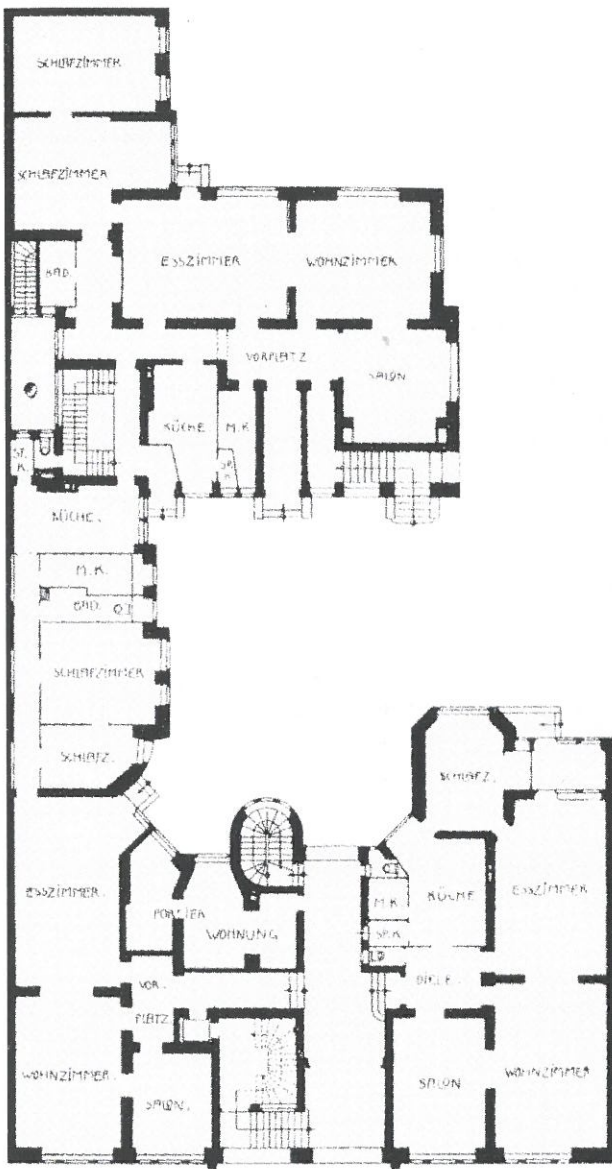 SCHLAFZIMMER
SCHLAFZIMMER
BAD.
ESSZIMMER
WOHNZIMMER
VORPLATZ
SALON
KÜCHE
M.K
SP.
K.
SP.
K.
KÜCHE.
M.K.
BAD.
SCHLAFZIMMER
SCHLAFZ.
SCHLAFZ.
ESSZIMMER.
PORTIER
WOHNUNG
M.K.
SP.K.
KÜCHE
ESSZIMMER
VOR.
PLATZ
DIELE.
WOHNZIMMER.
SALON.
SALON
WOHNZIMMER